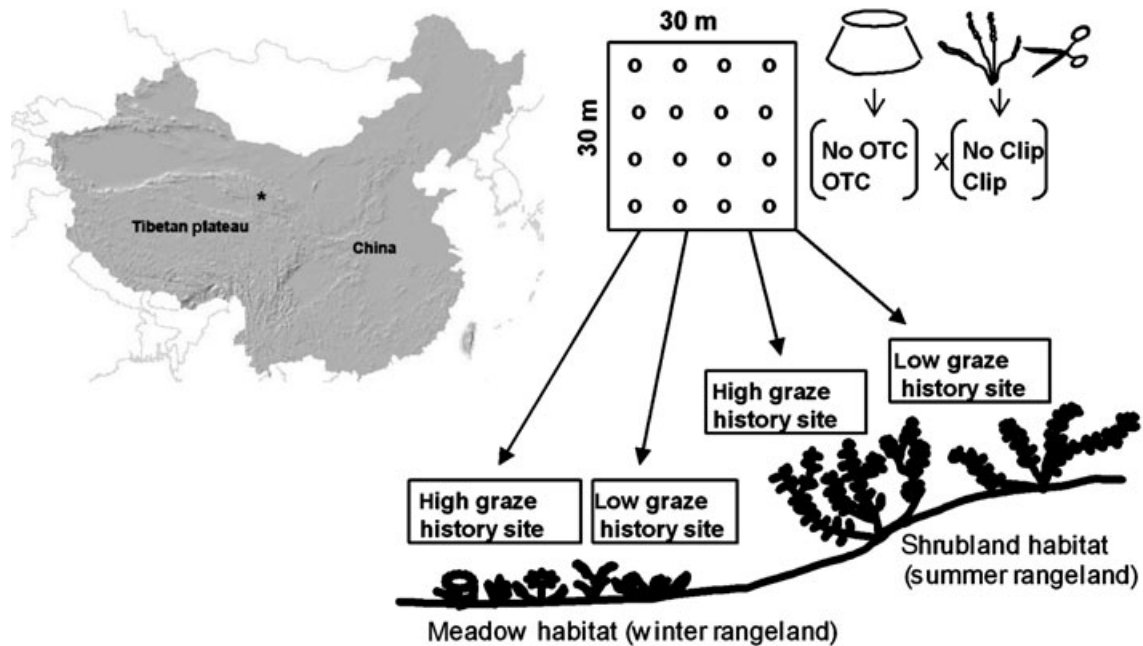 Tibetan plateau
*
China
30 m
30 m
No OTC
OTC
x
No Clip
Clip
High graze
history site
Low graze
history site
High graze
history site
Low graze
history site
Shrubland habitat
(summer rangeland)
Meadow habitat (winter rangeland)